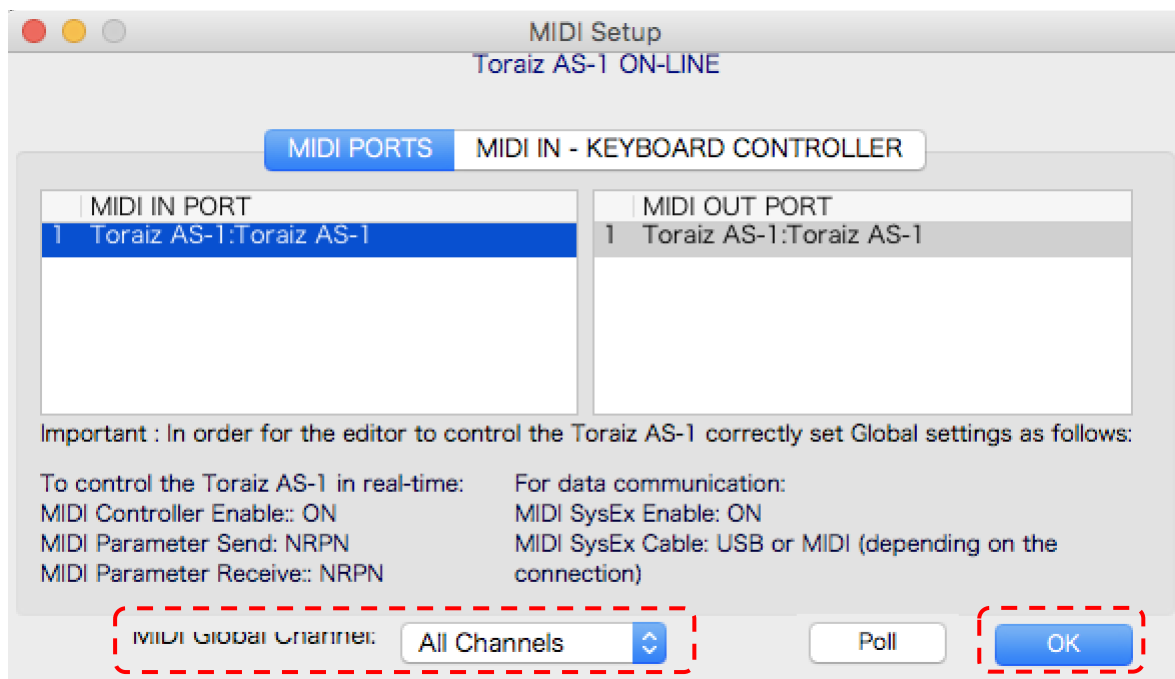 MIDI Setup
Toraiz AS-1 ON-LINE
MIDI PORTS MIDI IN - KEYBOARD CONTROLLER
MIDI IN PORT
1 Toraiz AS-1:Toraiz AS-1
MIDI OUT PORT
1 Toraiz AS-1:Toraiz AS-1
Important : In order for the editor to control the Toraiz AS-1 correctly set Global settings as follows:
To control the Toraiz AS-1 in real-time:
MIDI Controller Enable:: ON
MIDI Parameter Send: NRPN
MIDI Parameter Receive:: NRPN
For data communication:
MIDI SysEx Enable: ON
MIDI SysEx Cable: USB or MIDI (depending on the
connection)
MIDI Global Channel: All Channels Poll OK